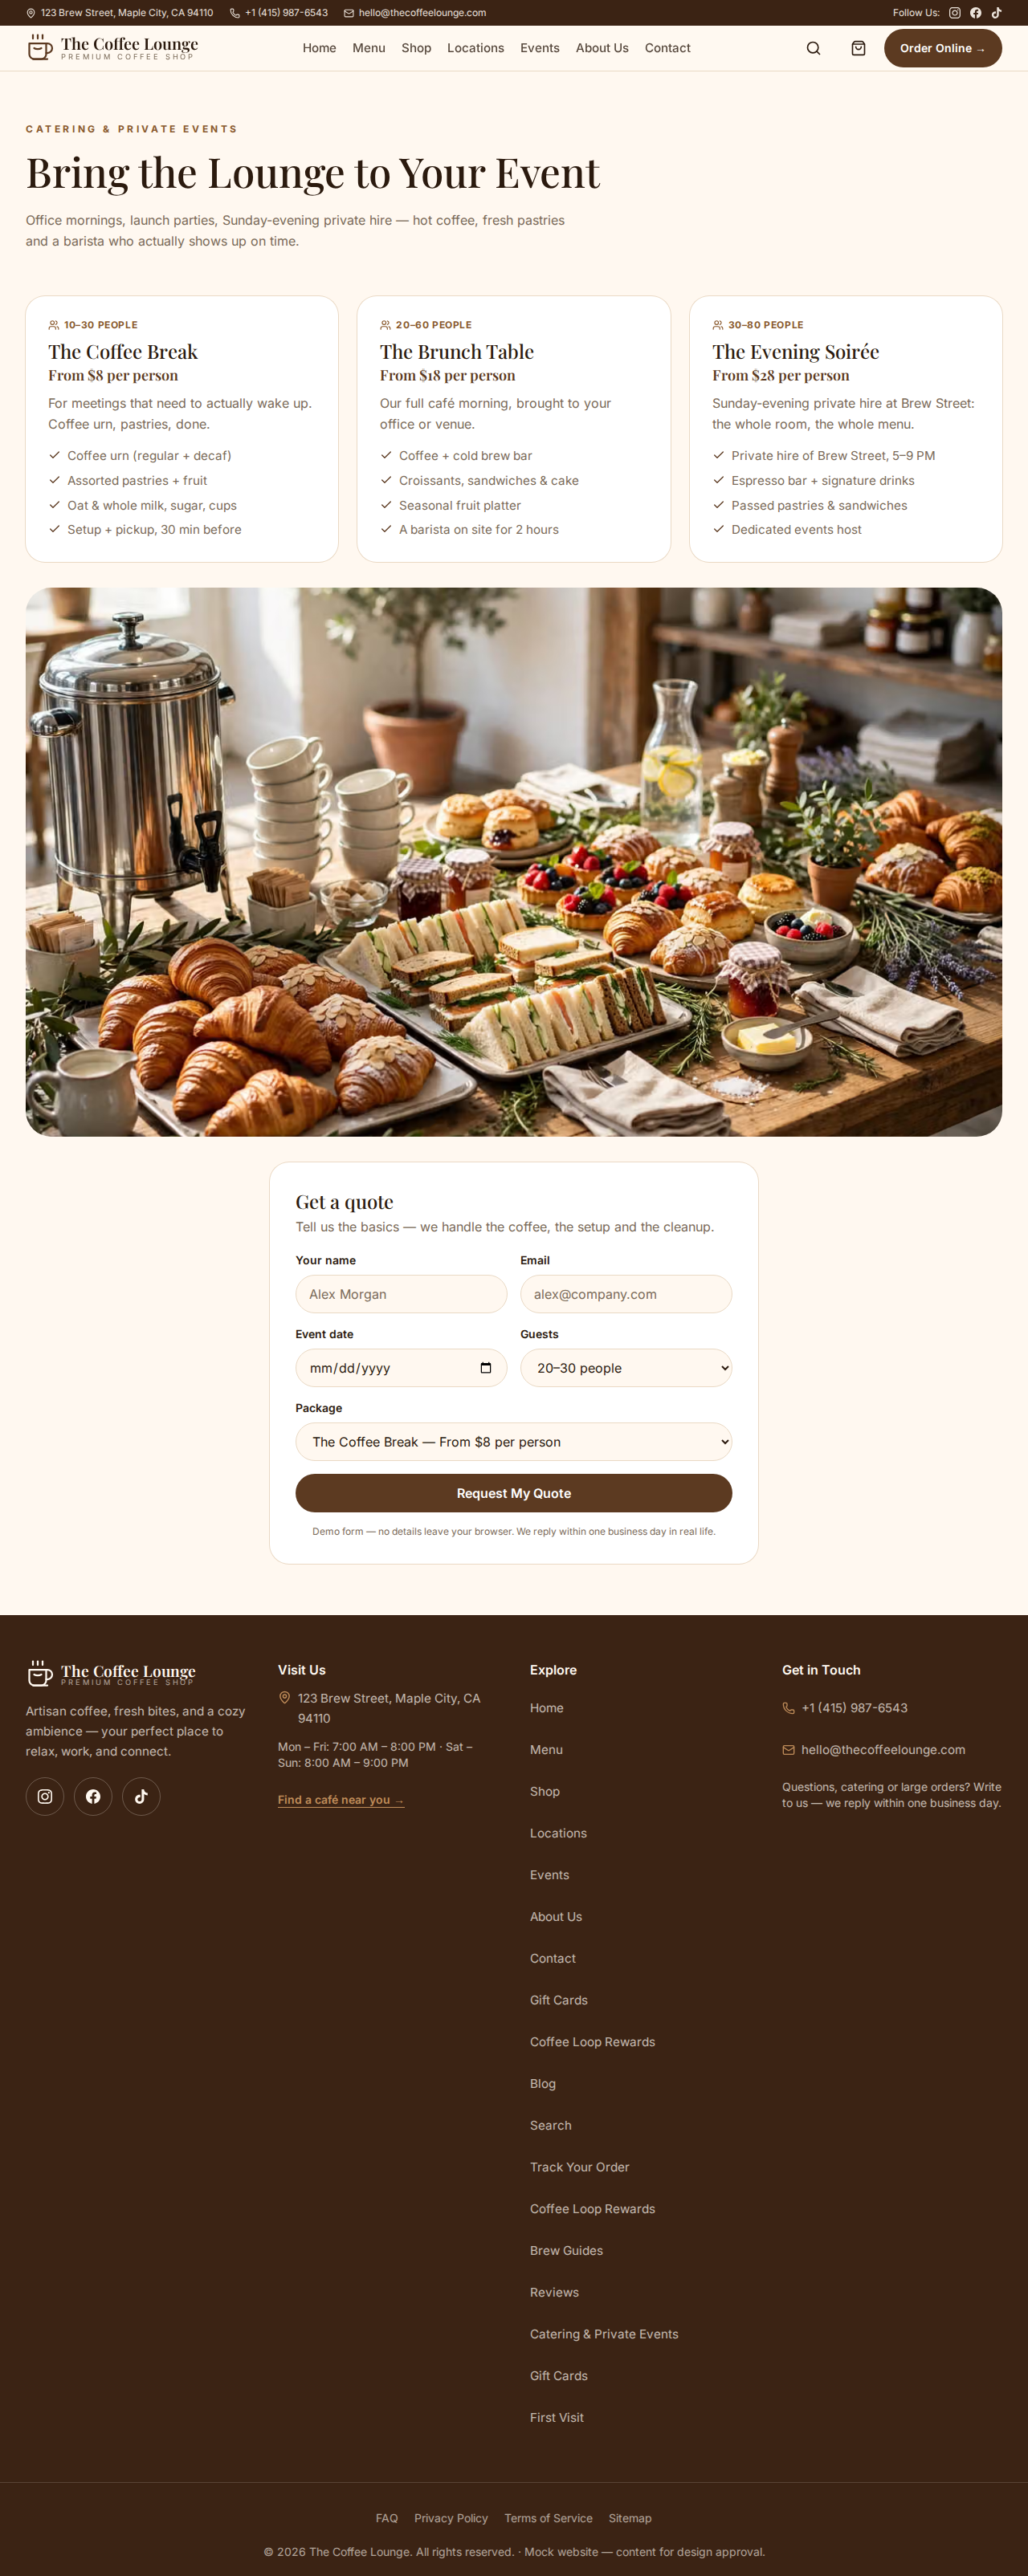 123 Brew Street, Maple City, CA 94110
+1 (415) 987-6543
hello@thecoffeelounge.com
Follow Us:
The Coffee Lounge
PREMIUM COFFEE SHOP
Home
Menu
Shop
Locations
Events
About Us
Contact
Order Online →
CATERING & PRIVATE EVENTS
Bring the Lounge to Your Event
Office mornings, launch parties, Sunday-evening private hire — hot coffee, fresh pastries
and a barista who actually shows up on time.
10–30 PEOPLE
The Coffee Break
From $8 per person
For meetings that need to actually wake up.
Coffee urn, pastries, done.
Coffee urn (regular + decaf)
Assorted pastries + fruit
Oat & whole milk, sugar, cups
Setup + pickup, 30 min before
20–60 PEOPLE
The Brunch Table
From $18 per person
Our full café morning, brought to your
office or venue.
Coffee + cold brew bar
Croissants, sandwiches & cake
Seasonal fruit platter
A barista on site for 2 hours
30–80 PEOPLE
The Evening Soirée
From $28 per person
Sunday-evening private hire at Brew Street:
the whole room, the whole menu.
Private hire of Brew Street, 5–9 PM
Espresso bar + signature drinks
Passed pastries & sandwiches
Dedicated events host
Get a quote
Tell us the basics — we handle the coffee, the setup and the cleanup.
Your name
Email
Alex Morgan
alex@company.com
Event date
Guests
mm/dd/yyyy
20–30 people
Package
The Coffee Break — From $8 per person
Request My Quote
Demo form — no details leave your browser. We reply within one business day in real life.
The Coffee Lounge
PREMIUM COFFEE SHOP
Artisan coffee, fresh bites, and a cozy
ambience — your perfect place to
relax, work, and connect.
Visit Us
123 Brew Street, Maple City, CA
94110
Mon – Fri: 7:00 AM – 8:00 PM · Sat –
Sun: 8:00 AM – 9:00 PM
Find a café near you →
Explore
Home
Menu
Shop
Locations
Events
About Us
Contact
Gift Cards
Coffee Loop Rewards
Blog
Search
Track Your Order
Coffee Loop Rewards
Brew Guides
Reviews
Catering & Private Events
Gift Cards
First Visit
Get in Touch
+1 (415) 987-6543
hello@thecoffeelounge.com
Questions, catering or large orders? Write
to us — we reply within one business day.
FAQ
Privacy Policy
Terms of Service
Sitemap
© 2026 The Coffee Lounge. All rights reserved. · Mock website — content for design approval.